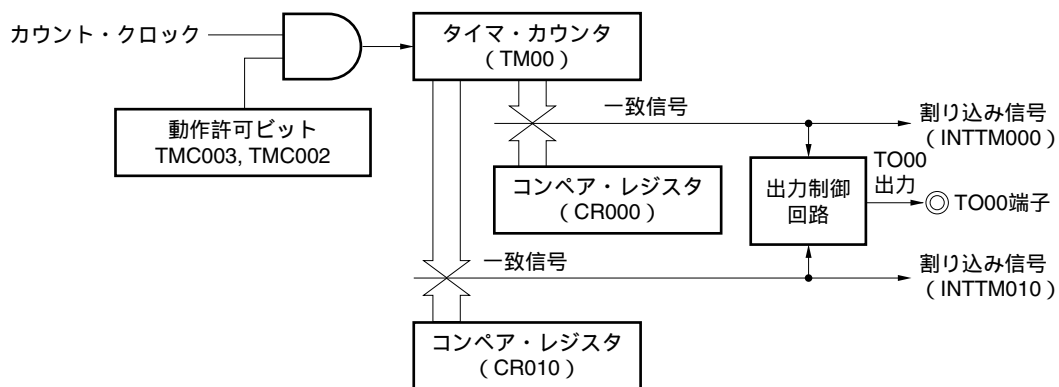 カウント・クロック
タイマ・カウンタ
(TM00)
動作許可ビット
TMC003, TMC002
一致信号
割り込み信号
(INTTM000)
コンペア・レジスタ
(CR000)
出力制御
回路
TO00
出力
TO00端子
一致信号
割り込み信号
(INTTM010)
コンペア・レジスタ
(CR010)